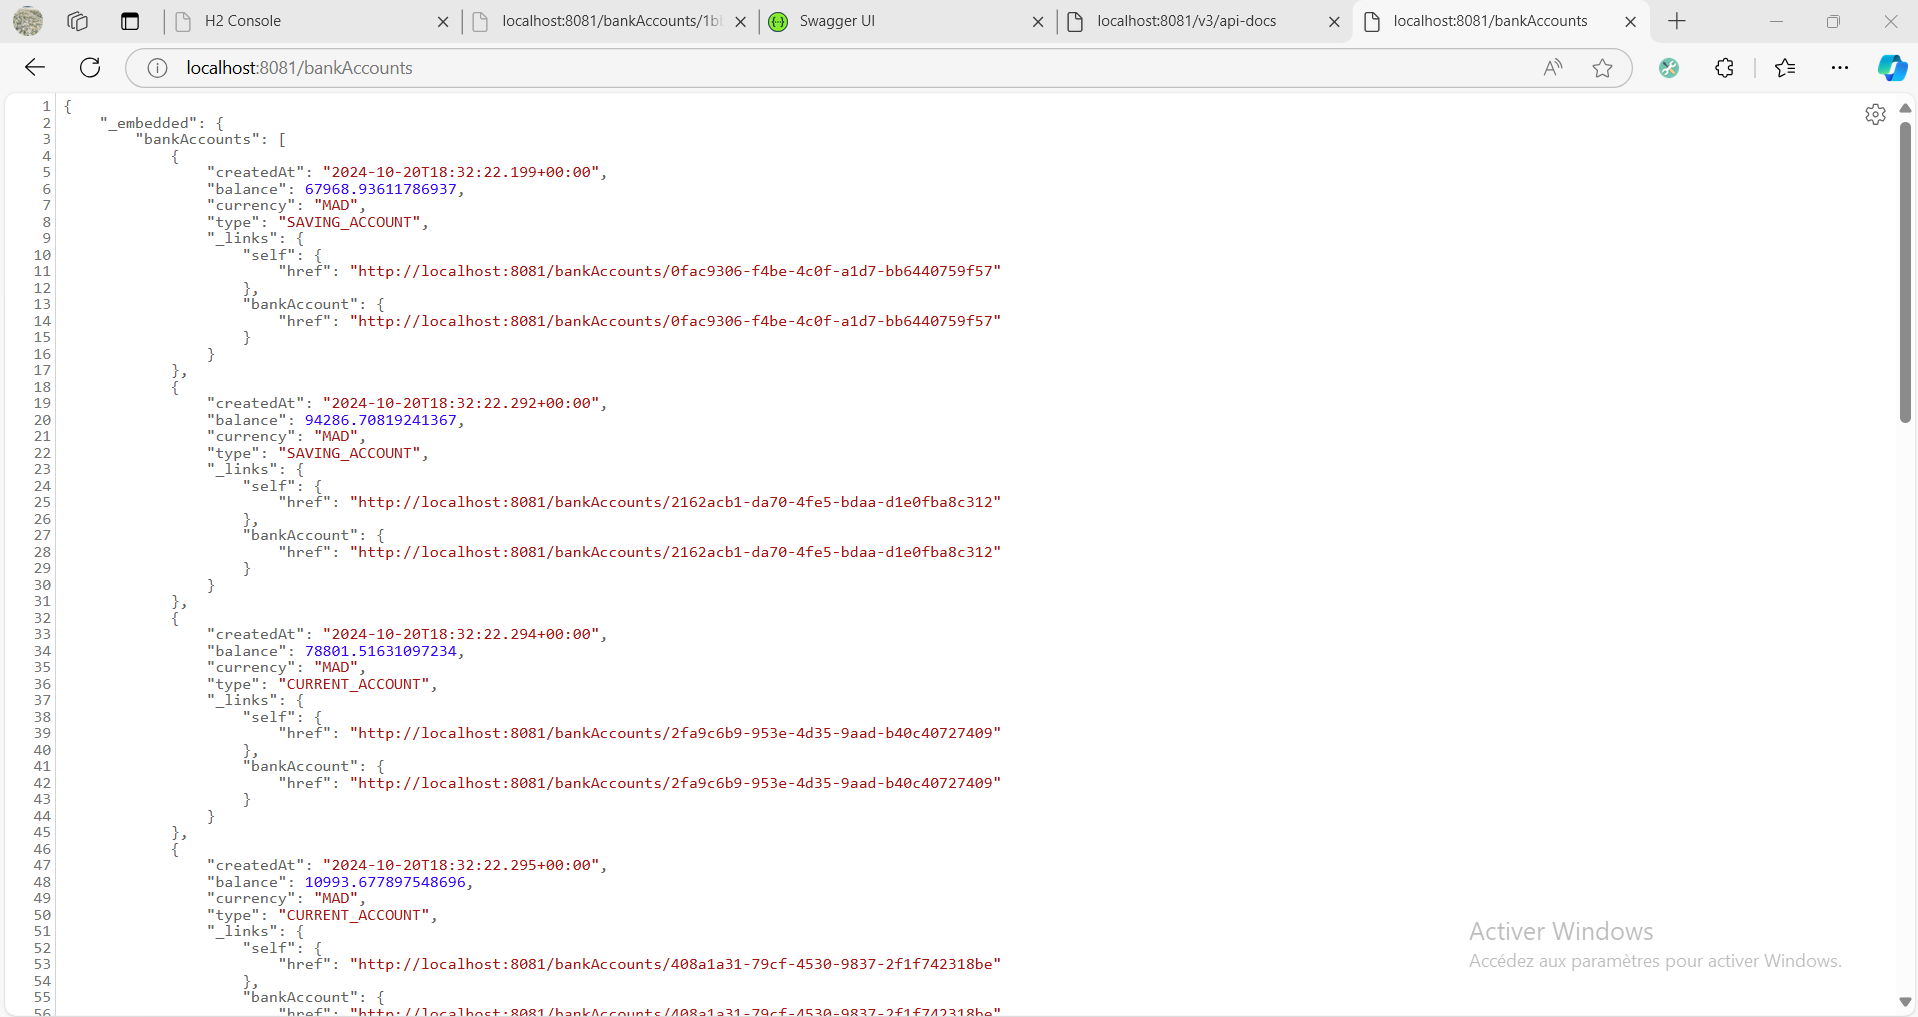 H2 Console
localhost:8081/bankAccounts/1b
Swagger UI
localhost:8081/v3/api-docs
localhost:8081/bankAccounts
localhost:8081/bankAccounts
1 {
2 "_embedded": {
3 "bankAccounts": [
4 {
5 "createdAt": "2024-10-20T18:32:22.199+00:00",
6 "balance": 67968.93611786937,
7 "currency": "MAD",
8 "type": "SAVING_ACCOUNT",
9 "_links": {
10 "self": {
11 "href": "http://localhost:8081/bankAccounts/0fac9306-f4be-4c0f-a1d7-bb6440759f57"
12 },
13 "bankAccount": {
14 "href": "http://localhost:8081/bankAccounts/0fac9306-f4be-4c0f-a1d7-bb6440759f57"
15 }
16 }
17 },
18 {
19 "createdAt": "2024-10-20T18:32:22.292+00:00",
20 "balance": 94286.70819241367,
21 "currency": "MAD",
22 "type": "SAVING_ACCOUNT",
23 "_links": {
24 "self": {
25 "href": "http://localhost:8081/bankAccounts/2162acb1-da70-4fe5-bdaa-d1e0fba8c312"
26 },
27 "bankAccount": {
28 "href": "http://localhost:8081/bankAccounts/2162acb1-da70-4fe5-bdaa-d1e0fba8c312"
29 }
30 }
31 },
32 {
33 "createdAt": "2024-10-20T18:32:22.294+00:00",
34 "balance": 78801.51631097234,
35 "currency": "MAD",
36 "type": "CURRENT_ACCOUNT",
37 "_links": {
38 "self": {
39 "href": "http://localhost:8081/bankAccounts/2fa9c6b9-953e-4d35-9aad-b40c40727409"
40 },
41 "bankAccount": {
42 "href": "http://localhost:8081/bankAccounts/2fa9c6b9-953e-4d35-9aad-b40c40727409"
43 }
44 }
45 },
46 {
47 "createdAt": "2024-10-20T18:32:22.295+00:00",
48 "balance": 10993.677897548696,
49 "currency": "MAD",
50 "type": "CURRENT_ACCOUNT",
51 "_links": {
52 "self": {
53 "href": "http://localhost:8081/bankAccounts/408a1a31-79cf-4530-9837-2f1f742318be"
54 },
55 "bankAccount": {
56 "href": "http://localhost:8081/bankAccounts/408a1a31-79cf-4530-9837-2f1f742318be"
Activer Windows
Accédez aux paramètres pour activer Windows.